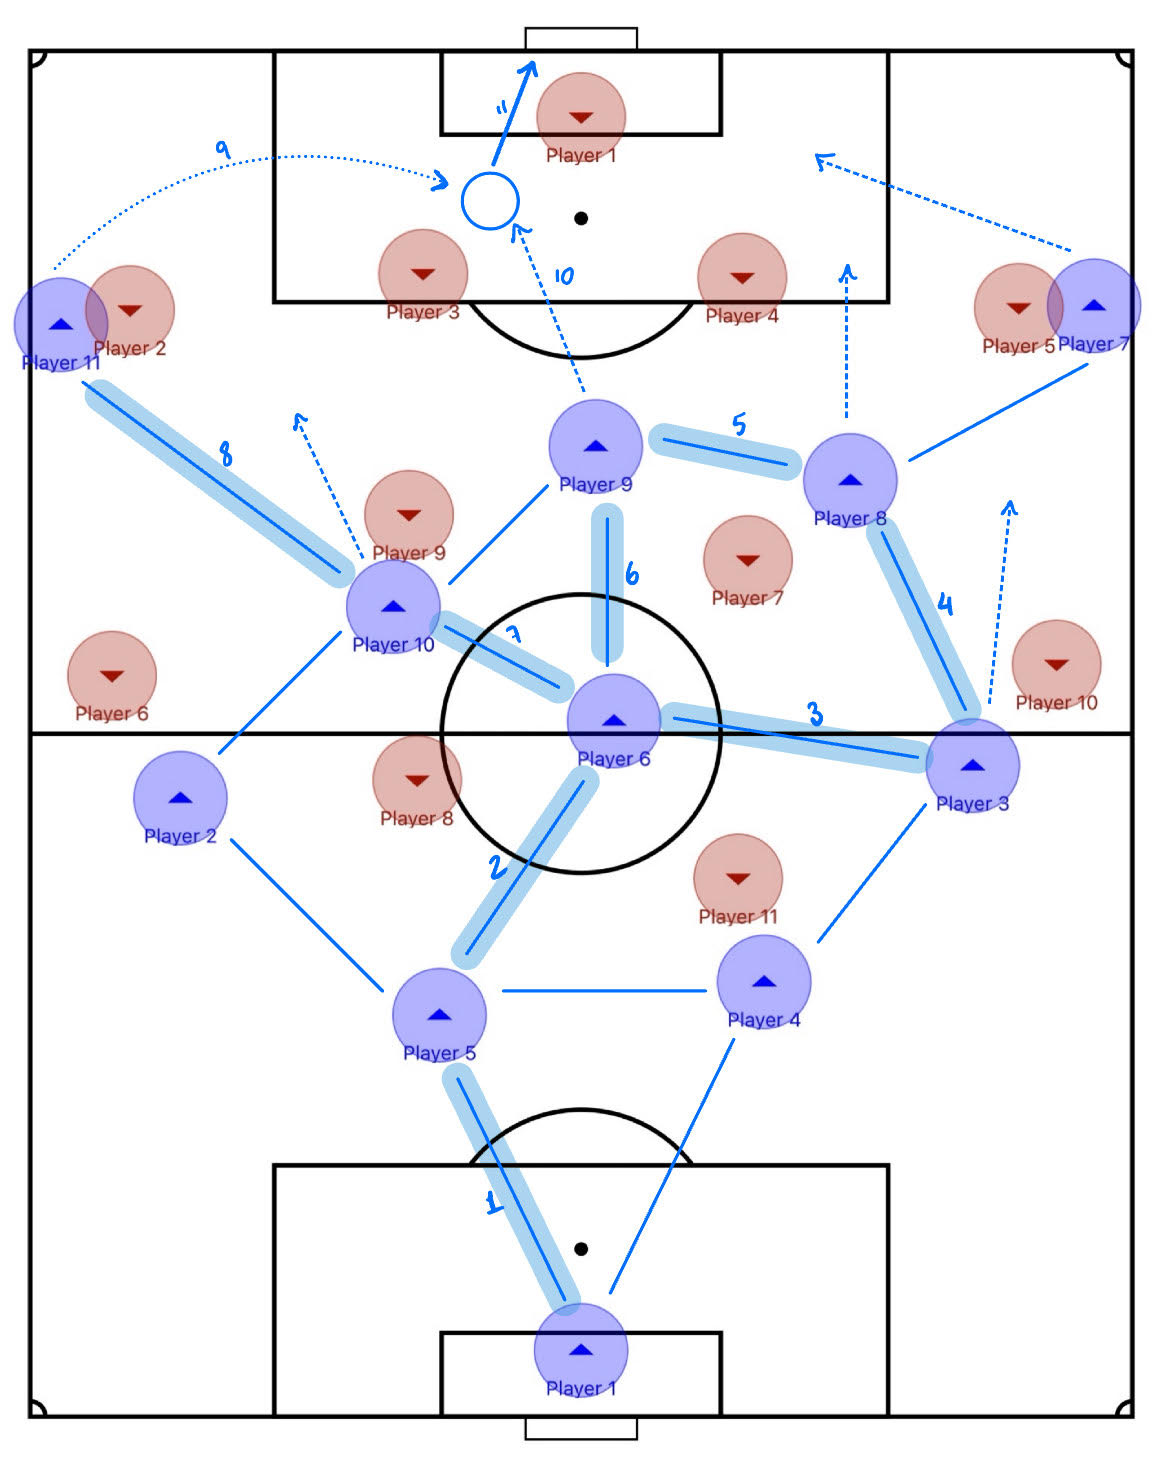 11
Player 1
9
10
Player 3
Player 4
Player 11
Player 2
Player 5
Player 7
8
5
Player 9
Player 8
Player 9
6
Player 7
4
7
Player 10
Player 6
Player 10
3
Player 6
Player 2
Player 8
Player 3
2
Player 11
Player 5
Player 4
1
Player 1